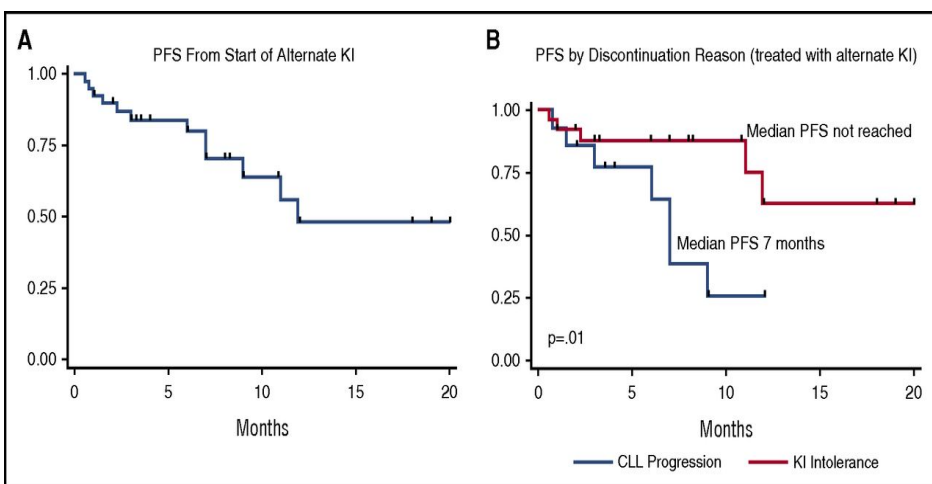 A
PFS From Start of Alternate KI
1.00
0.75
0.50
0.25
0.00
0 5 10 15 20
Months
B
PFS by Discontinuation Reason (treated with alternate KI)
1.00
0.75
0.50
0.25
0.00
Median PFS not reached
Median PFS 7 months
p=.01
0 5 10 15 20
Months
CLL Progression KI Intolerance